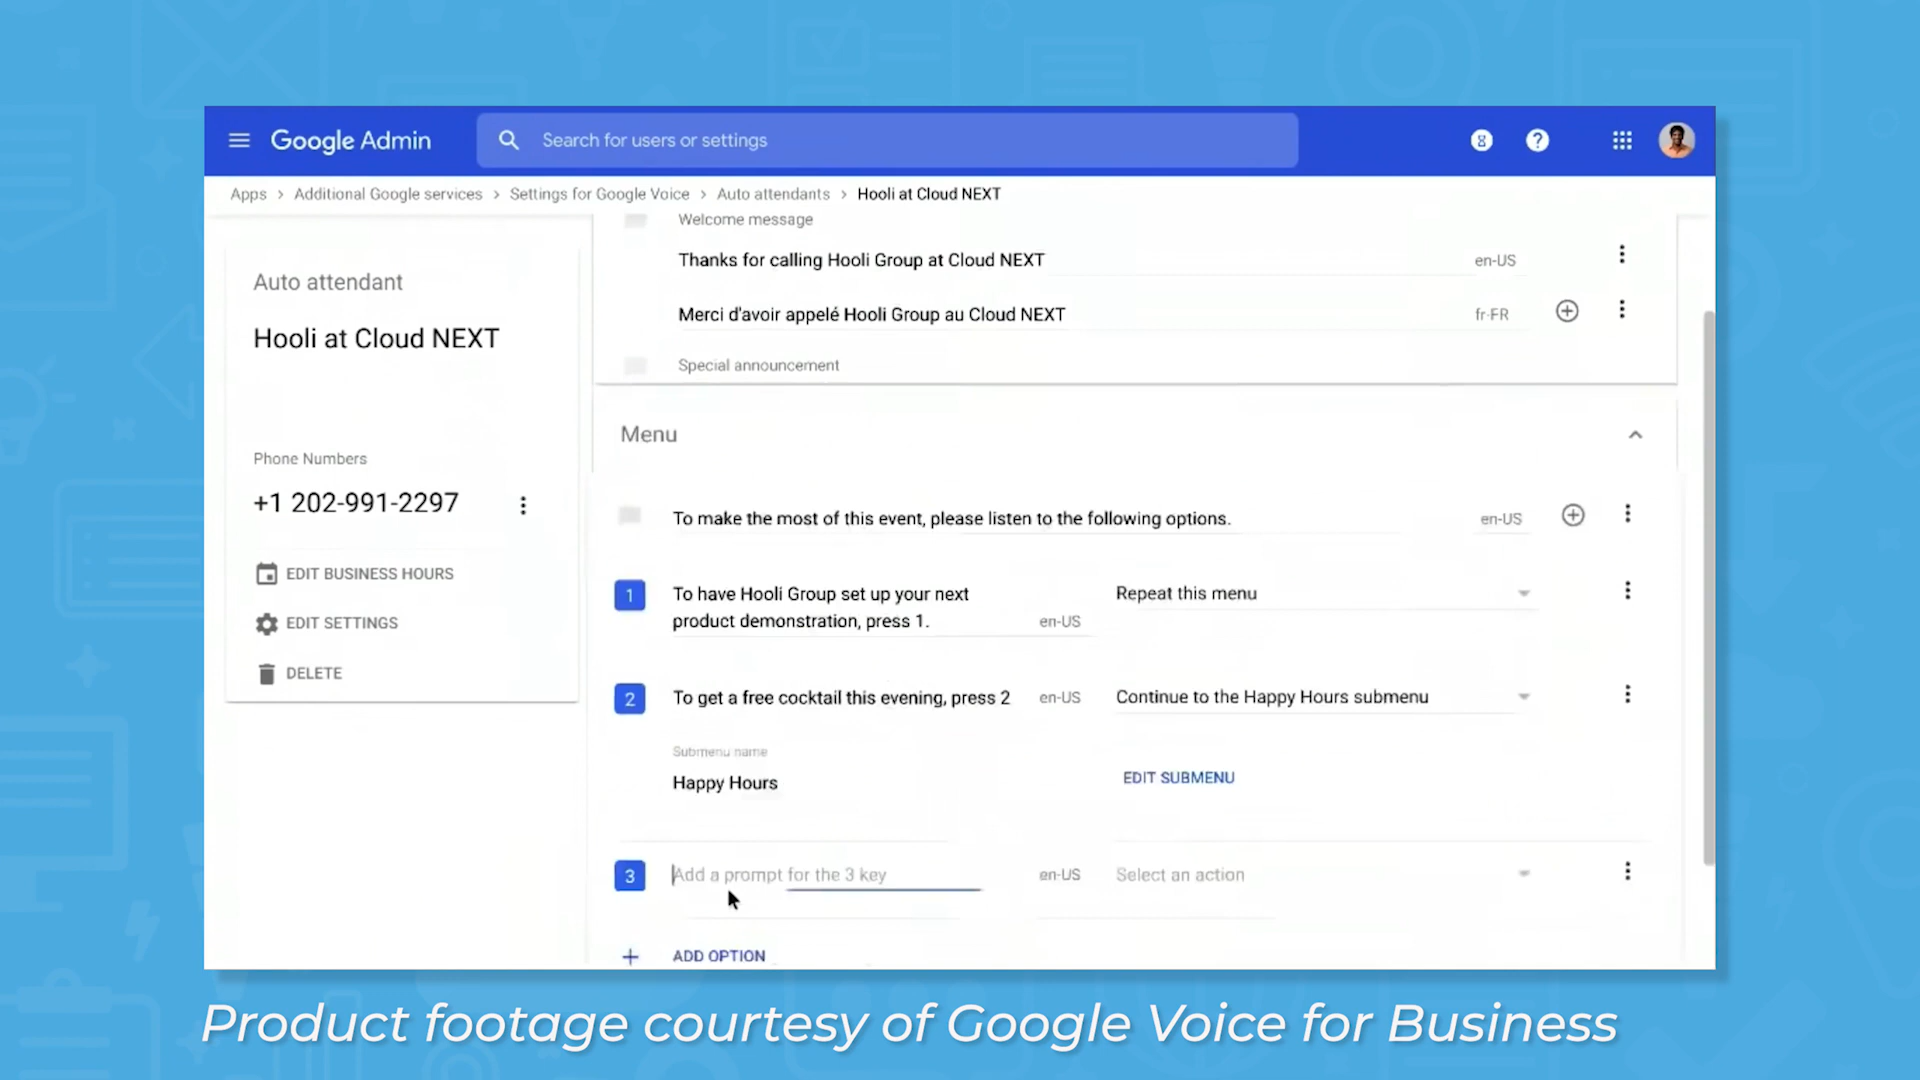 Google Admin
Search for users or settings
Apps > Additional Google services > Settings for Google Voice > Auto attendants > Hooli at Cloud NEXT
Auto attendant
Hooli at Cloud NEXT
Phone Numbers
+1 202-991-2297
EDIT BUSINESS HOURS
EDIT SETTINGS
DELETE
Welcome message
Thanks for calling Hooli Group at Cloud NEXT en-US
Merci d'avoir appelé Hooli Group au Cloud NEXT fr-FR
Special announcement
Menu
To make the most of this event, please listen to the following options. en-US
1 To have Hooli Group set up your next Repeat this menu
product demonstration, press 1. en-US
2 To get a free cocktail this evening, press 2 en-US Continue to the Happy Hours submenu
Submenu name
Happy Hours EDIT SUBMENU
3 Add a prompt for the 3 key en-US Select an action
+ ADD OPTION
Product footage courtesy of Google Voice for Business